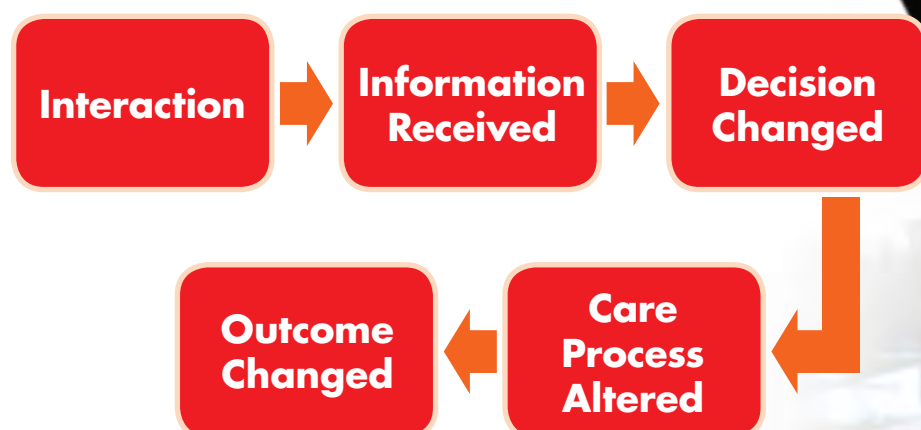 Interaction
Information
Received
Decision
Changed
Care
Process
Altered
Outcome
Changed